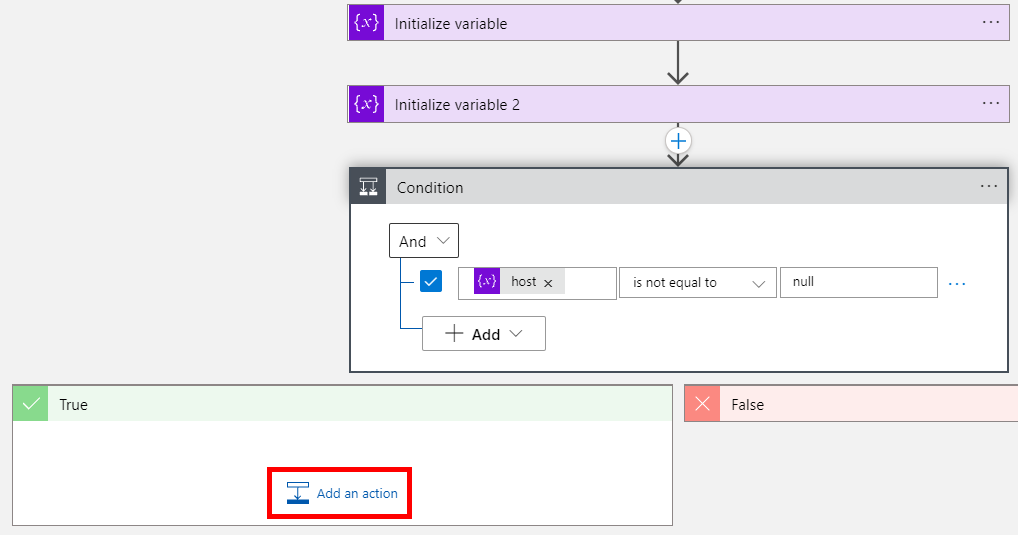 {x} Initialize variable ...
{x} Initialize variable 2 ...
Condition ...
And
{x} host × is not equal to null ...
+ Add
True
False
Add an action